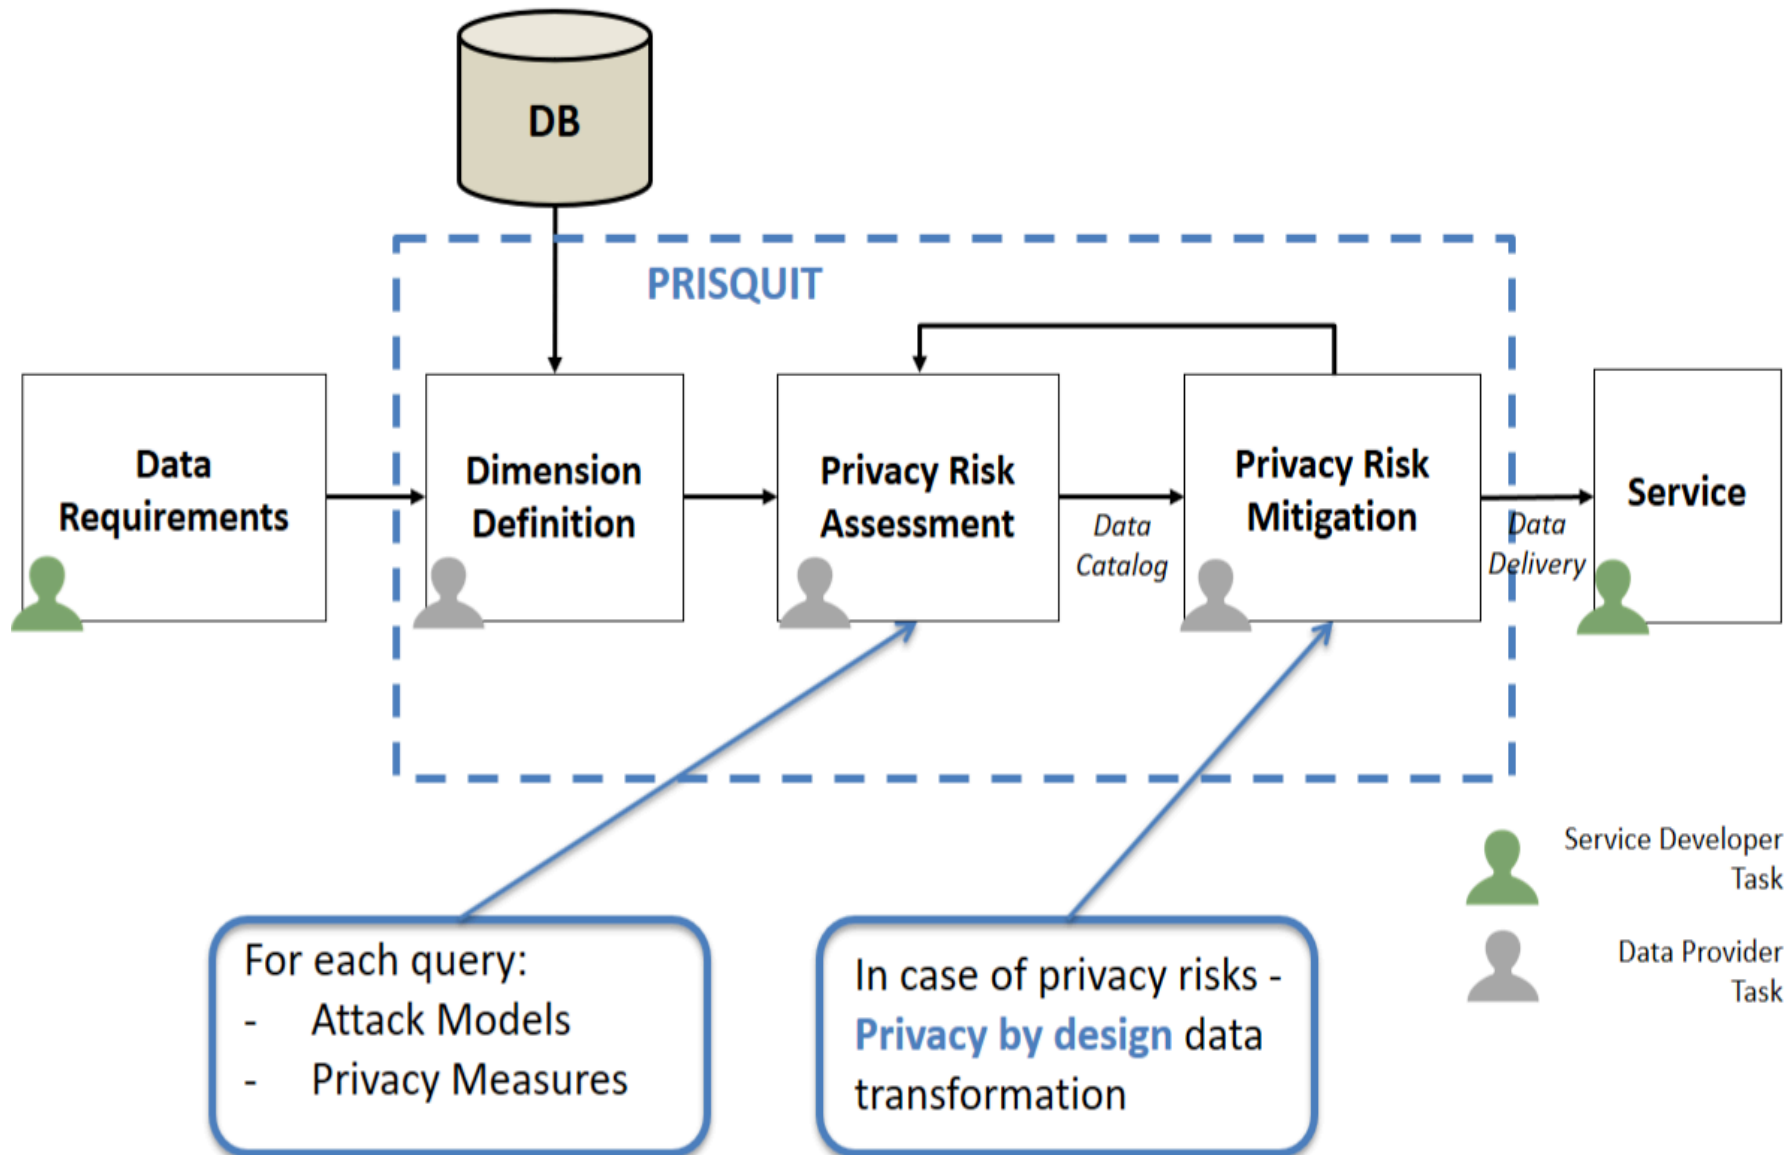 DB
PRISQUIT
Data
Requirements
Dimension
Definition
Privacy Risk
Assessment
Data
Catalog
Privacy Risk
Mitigation
Data
Delivery
Service
For each query:
- Attack Models
- Privacy Measures
In case of privacy risks -
Privacy by design data
transformation
Service Developer
Task
Data Provider
Task